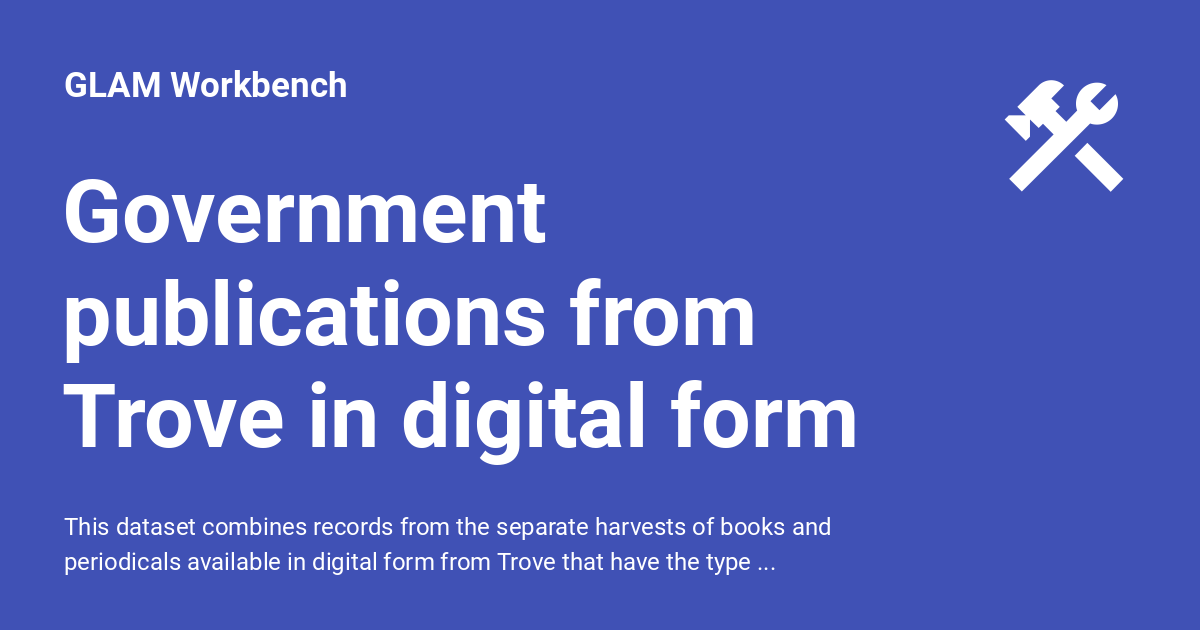 GLAM Workbench
Government
publications from
Trove in digital form
This dataset combines records from the separate harvests of books and
periodicals available in digital form from Trove that have the type ...